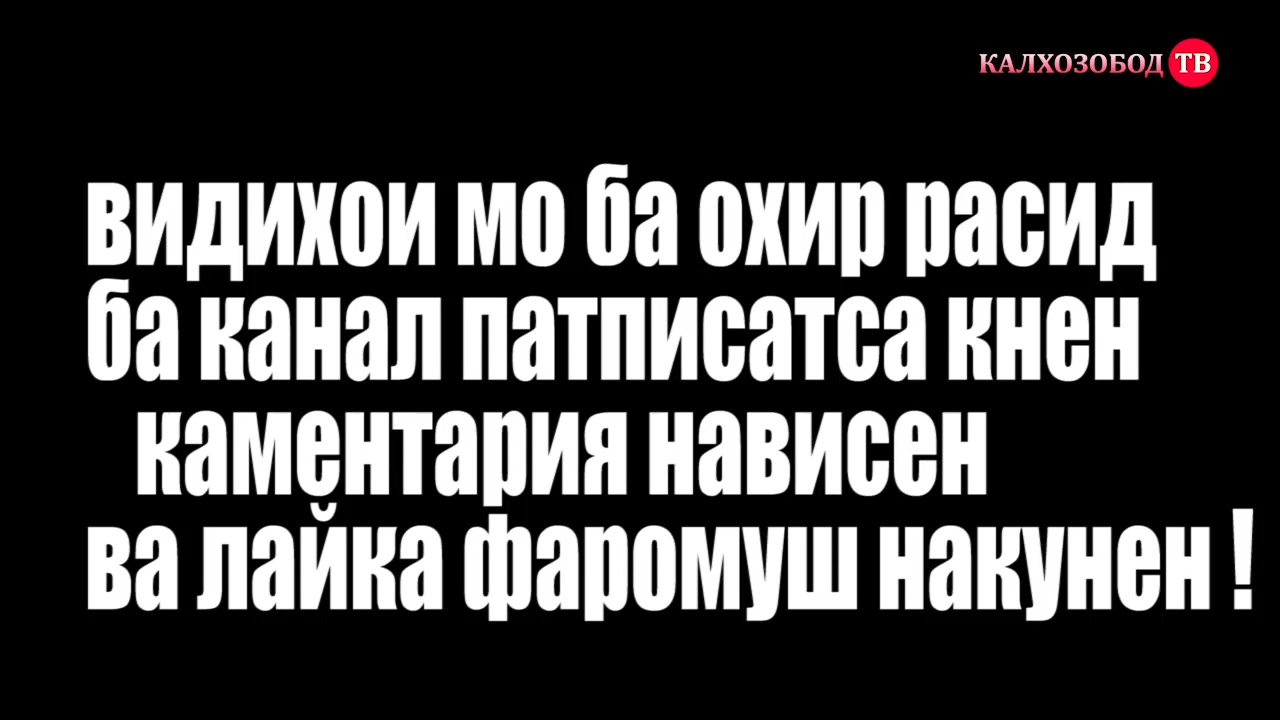 КАЛХОЗОБОД ТВ
видихои мо ба охир расид
ба канал патписатса кнен
каментария нависен
ва лайка фаромуш накунен !